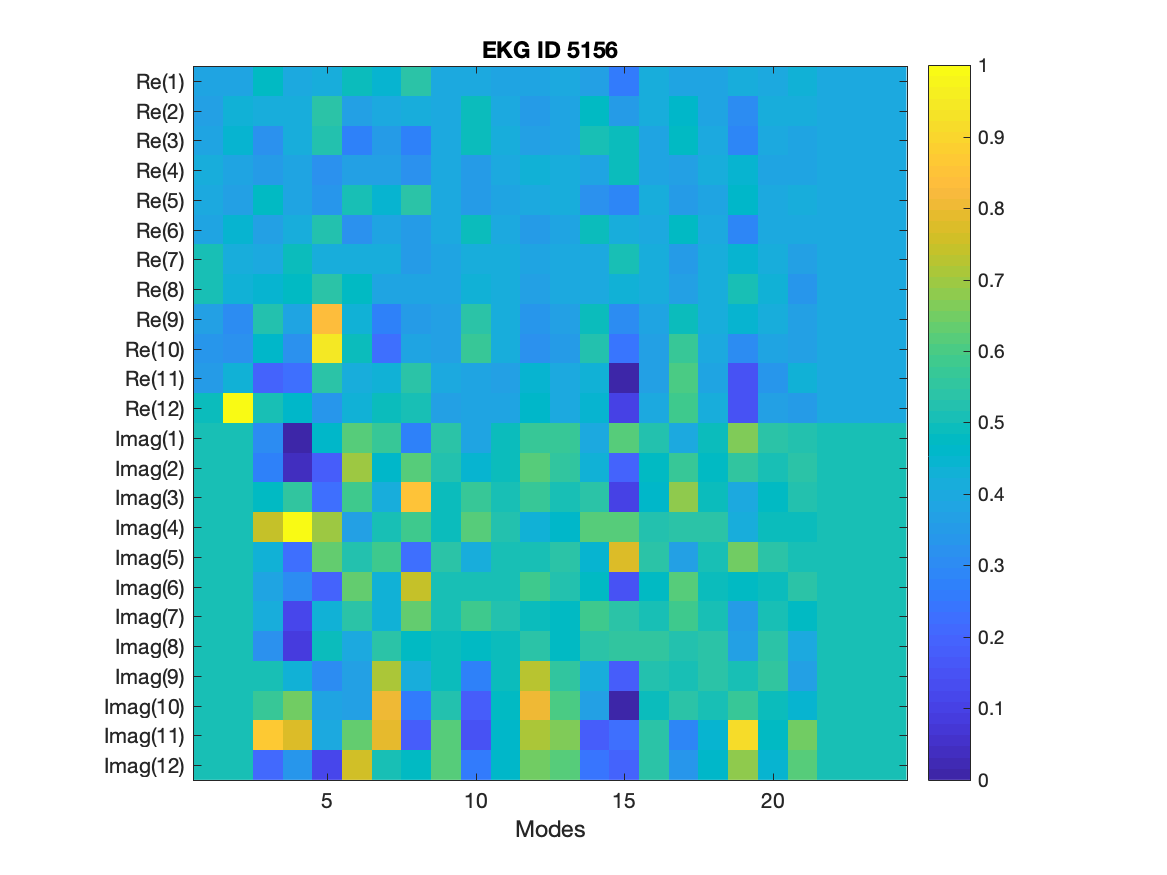 EKG ID 5156
Re(1)
Re(2)
Re(3)
Re(4)
Re(5)
Re(6)
Re(7)
Re(8)
Re(9)
Re(10)
Re(11)
Re(12)
Imag(1)
Imag(2)
Imag(3)
Imag(4)
Imag(5)
Imag(6)
Imag(7)
Imag(8)
Imag(9)
Imag(10)
Imag(11)
Imag(12)
5 10 15 20
Modes
1
0.9
0.8
0.7
0.6
0.5
0.4
0.3
0.2
0.1
0